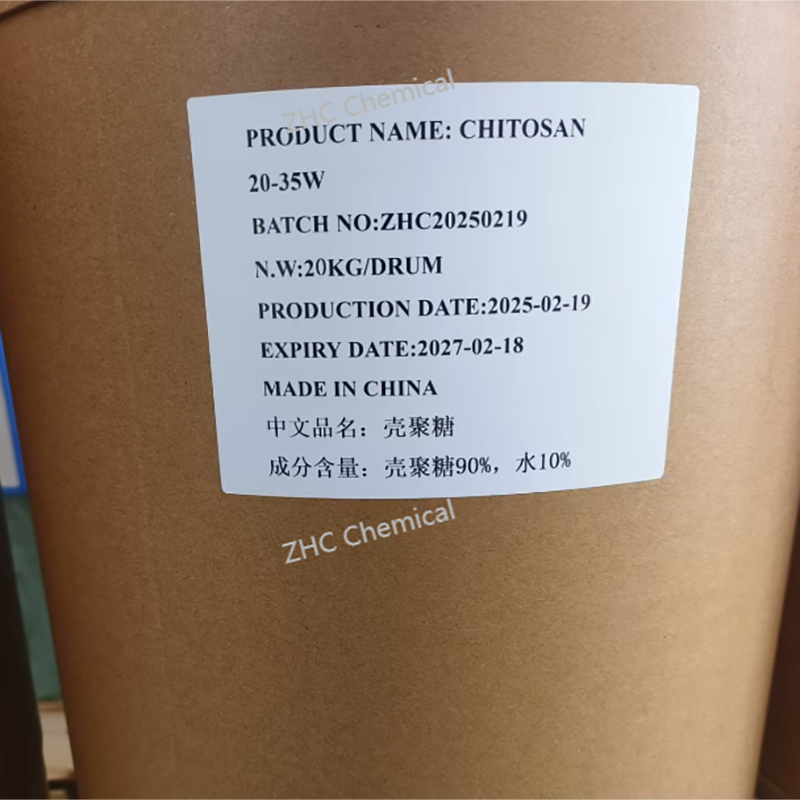 ZHC Chemical
PRODUCT NAME: CHITOSAN
20-35W
BATCH NO:ZHC20250219
N.W:20KG/DRUM
PRODUCTION DATE:2025-02-19
EXPIRY DATE:2027-02-18
MADE IN CHINA
中文品名：壳聚糖
成分含量：壳聚糖90%，水10%
ZHC Chemical